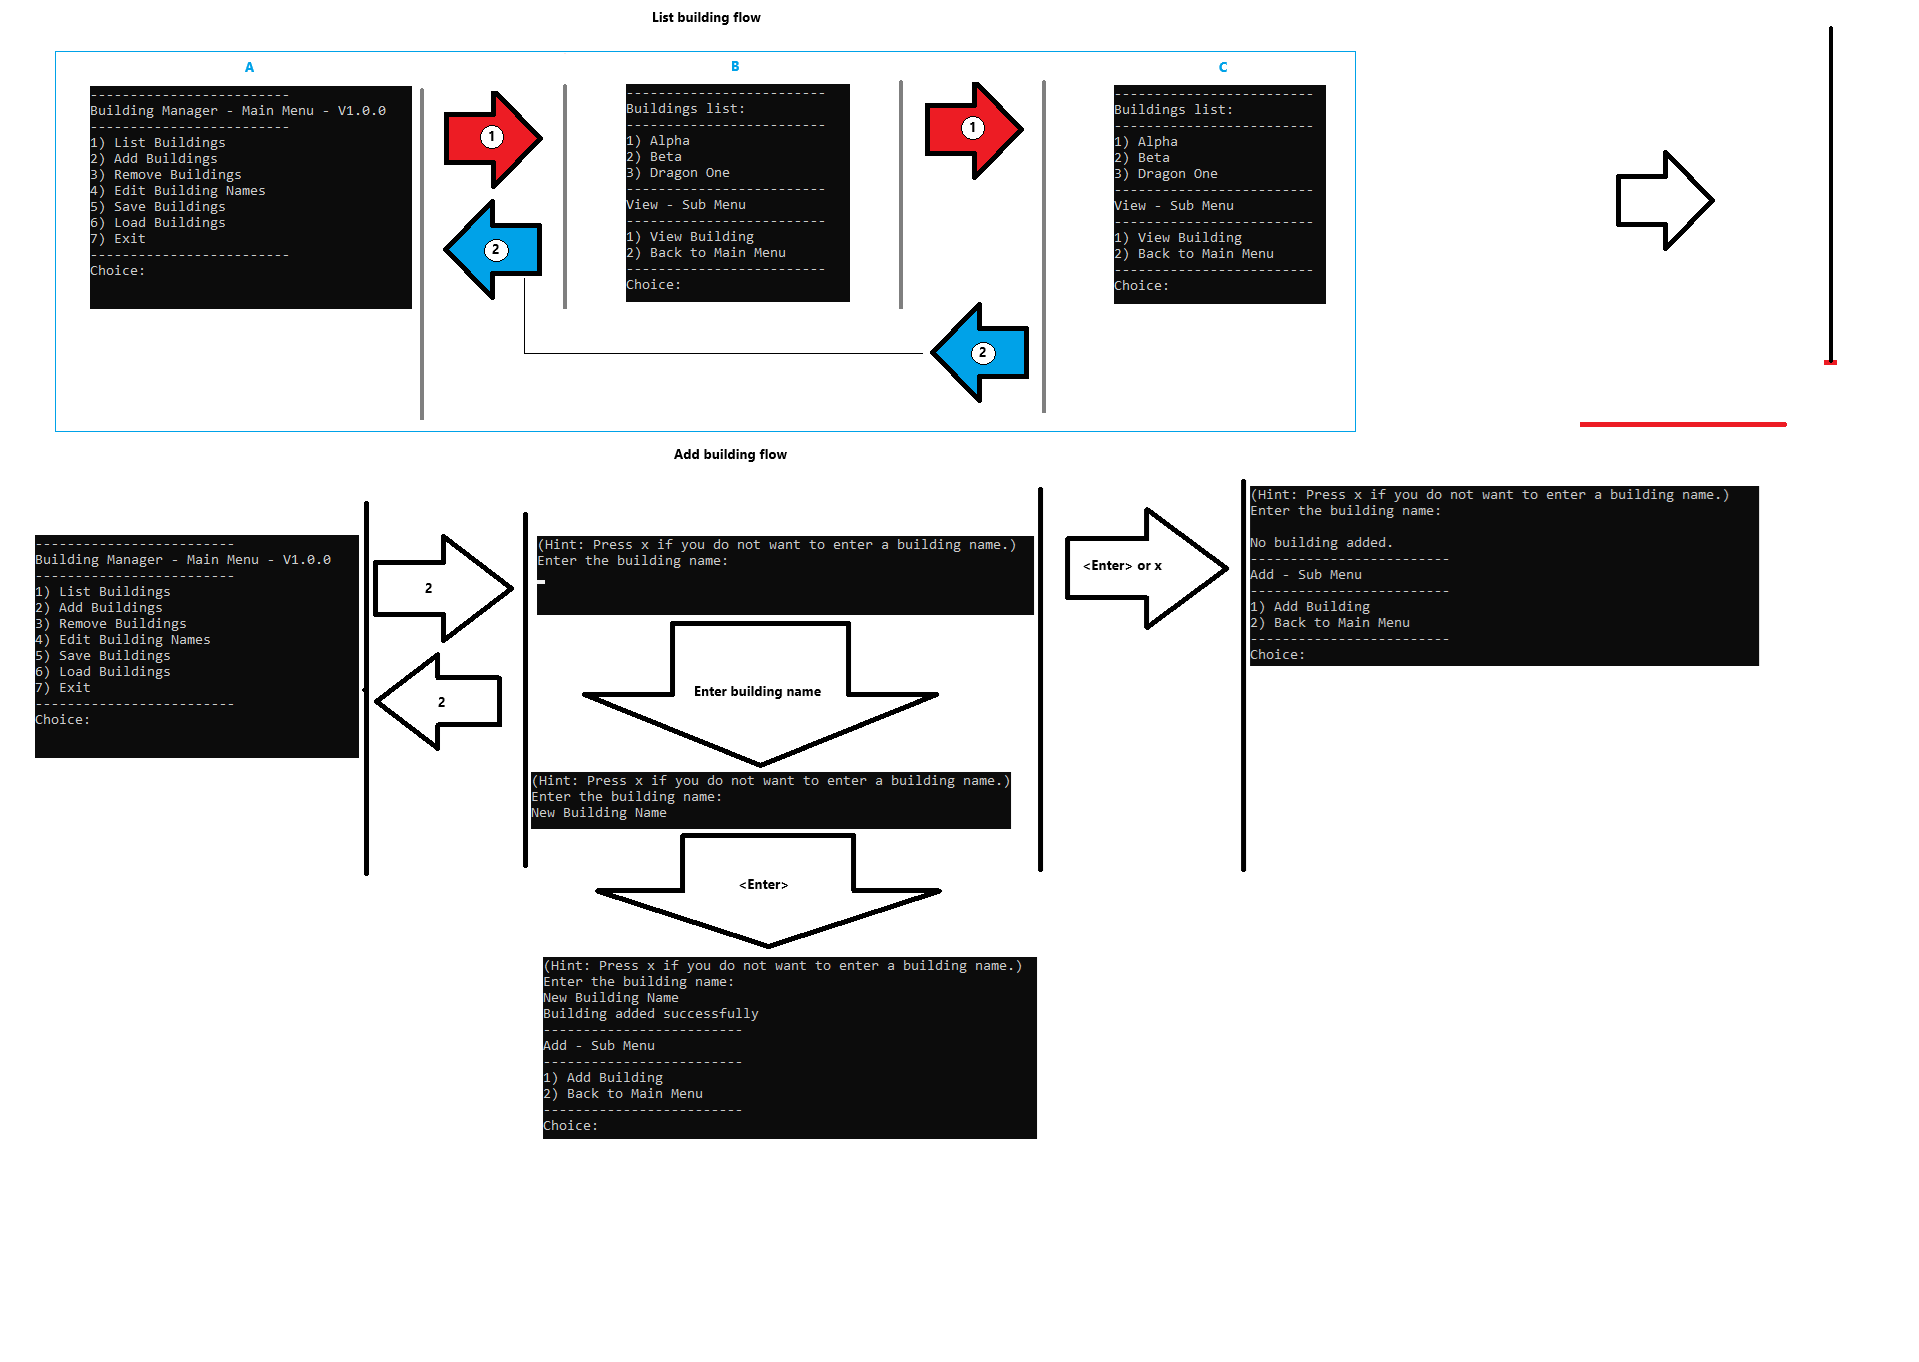 List building flow
A
B
C
-------------------------
Building Manager - Main Menu - V1.0.0
-------------------------
1) List Buildings
2) Add Buildings
3) Remove Buildings
4) Edit Building Names
5) Save Buildings
6) Load Buildings
7) Exit
-------------------------
Choice:
1
2
-------------------------
Buildings list:
-------------------------
1) Alpha
2) Beta
3) Dragon One
-------------------------
View - Sub Menu
-------------------------
1) View Building
2) Back to Main Menu
-------------------------
Choice:
1
2
-------------------------
Buildings list:
-------------------------
1) Alpha
2) Beta
3) Dragon One
-------------------------
View - Sub Menu
-------------------------
1) View Building
2) Back to Main Menu
-------------------------
Choice:
Add building flow
-------------------------
Building Manager - Main Menu - V1.0.0
-------------------------
1) List Buildings
2) Add Buildings
3) Remove Buildings
4) Edit Building Names
5) Save Buildings
6) Load Buildings
7) Exit
-------------------------
Choice:
2
2
(Hint: Press x if you do not want to enter a building name.)
Enter the building name:
Enter building name
(Hint: Press x if you do not want to enter a building name.)
Enter the building name:
New Building Name
<Enter>
(Hint: Press x if you do not want to enter a building name.)
Enter the building name:
New Building Name
Building added successfully
-------------------------
Add - Sub Menu
-------------------------
1) Add Building
2) Back to Main Menu
-------------------------
Choice:
<Enter> or x
(Hint: Press x if you do not want to enter a building name.)
Enter the building name:
No building added.
-------------------------
Add - Sub Menu
-------------------------
1) Add Building
2) Back to Main Menu
-------------------------
Choice: